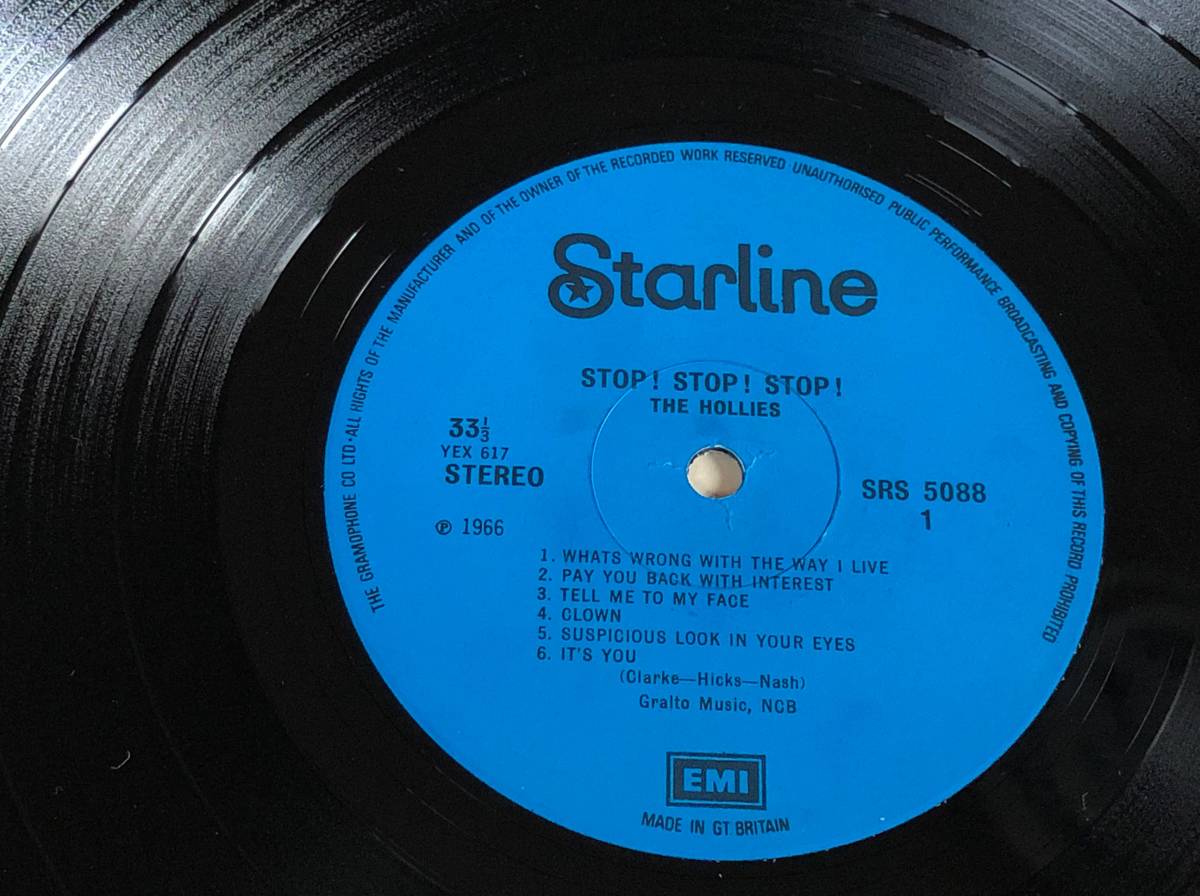 THE GRAMOPHONE CO LTD · ALL RIGHTS OF THE MANUFACTURER AND OF THE OWNER OF THE RECORDED WORK RESERVED · UNAUTHORISED PUBLIC PERFORMANCE BROADCASTING AND COPYING OF THIS RECORD PROHIBITED
Starline
STOP! STOP! STOP!
THE HOLLIES
33⅓
YEX 617
STEREO
SRS 5088
1
℗ 1966
1. WHATS WRONG WITH THE WAY I LIVE
2. PAY YOU BACK WITH INTEREST
3. TELL ME TO MY FACE
4. CLOWN
5. SUSPICIOUS LOOK IN YOUR EYES
6. IT'S YOU
(Clarke—Hicks—Nash)
Gralto Music, NCB
EMI
MADE IN GT BRITAIN